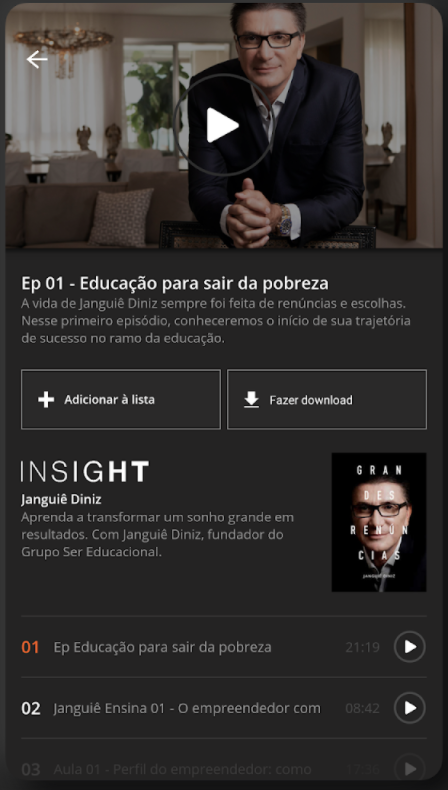 Ep 01 - Educação para sair da pobreza
A vida de Janguiê Diniz sempre foi feita de renúncias e escolhas.
Nesse primeiro episódio, conheceremos o início de sua trajetória
de sucesso no ramo da educação.
Adicionar à lista
Fazer download
INSIGHT
Janguiê Diniz
Aprenda a transformar um sonho grande em
resultados. Com Janguiê Diniz, fundador do
Grupo Ser Educacional.
GRAN
DES
RENÚN
CIAS
JANGUIÊ DINIZ
01 Ep Educação para sair da pobreza 21:19
02 Janguiê Ensina 01 - O empreendedor com 08:42
03 Aula 01 - Perfil do empreendedor: como 17:36